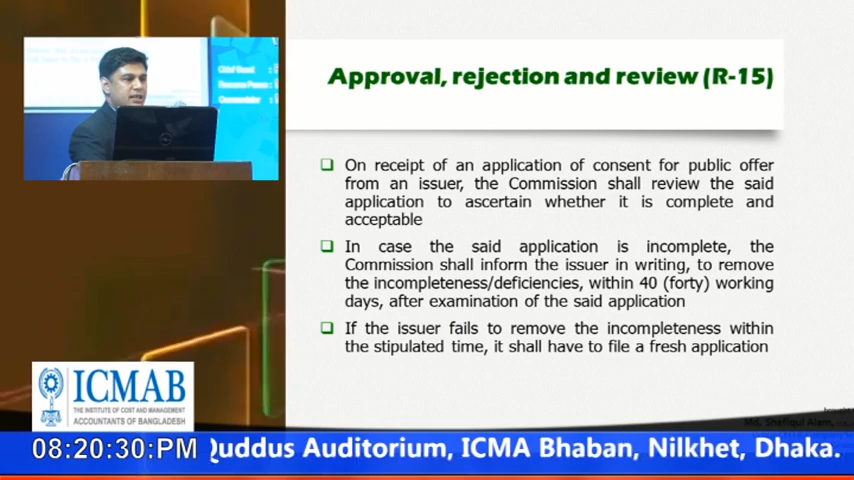 Approval, rejection and review (R-15)
❑ On receipt of an application of consent for public offer
from an issuer, the Commission shall review the said
application to ascertain whether it is complete and
acceptable
❑ In case the said application is incomplete, the
Commission shall inform the issuer in writing, to remove
the incompleteness/deficiencies, within 40 (forty) working
days, after examination of the said application
❑ If the issuer fails to remove the incompleteness within
the stipulated time, it shall have to file a fresh application
ICMAB
THE INSTITUTE OF COST AND MANAGEMENT
ACCOUNTANTS OF BANGLADESH
Md. Shafiqul Alam,
08:20:30:PM
Quddus Auditorium, ICMA Bhaban, Nilkhet, Dhaka.